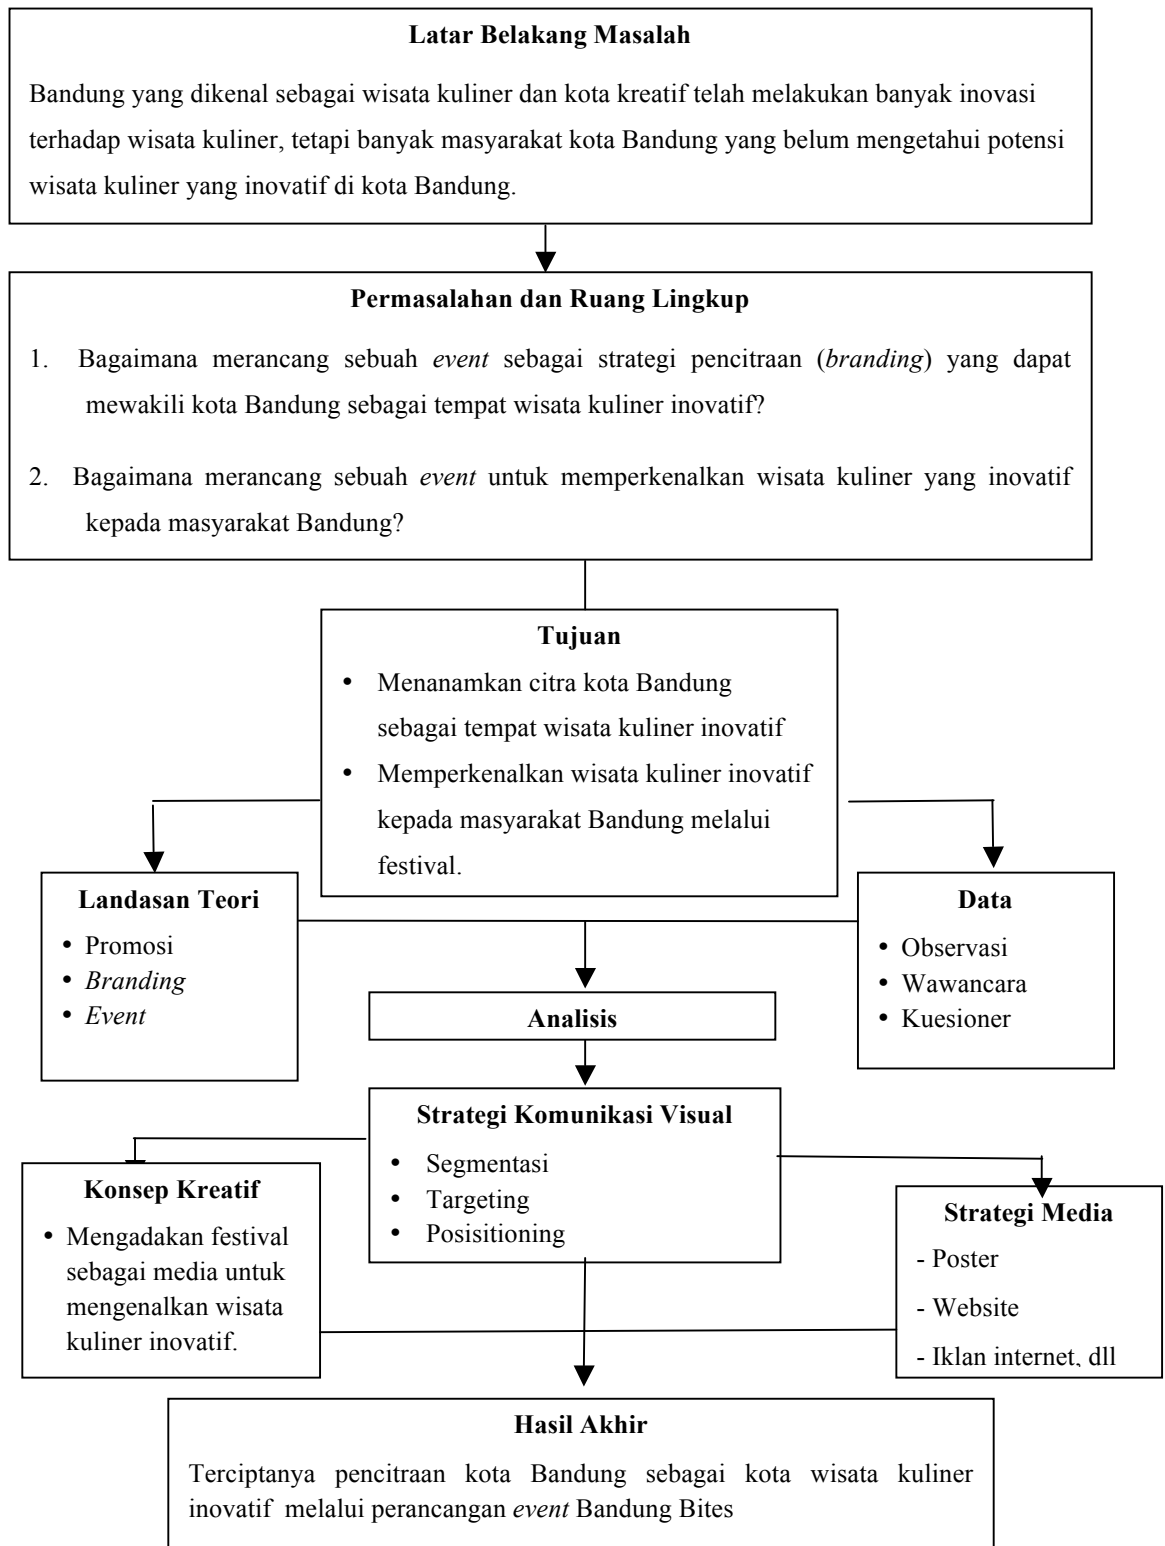 Latar Belakang Masalah
Bandung yang dikenal sebagai wisata kuliner dan kota kreatif telah melakukan banyak inovasi
terhadap wisata kuliner, tetapi banyak masyarakat kota Bandung yang belum mengetahui potensi
wisata kuliner yang inovatif di kota Bandung.
Permasalahan dan Ruang Lingkup
1. Bagaimana merancang sebuah event sebagai strategi pencitraan (branding) yang dapat
mewakili kota Bandung sebagai tempat wisata kuliner inovatif?
2. Bagaimana merancang sebuah event untuk memperkenalkan wisata kuliner yang inovatif
kepada masyarakat Bandung?
Tujuan
• Menanamkan citra kota Bandung
sebagai tempat wisata kuliner inovatif
• Memperkenalkan wisata kuliner inovatif
kepada masyarakat Bandung melalui
festival.
Landasan Teori
• Promosi
• Branding
• Event
Data
• Observasi
• Wawancara
• Kuesioner
Analisis
Strategi Komunikasi Visual
• Segmentasi
• Targeting
• Posisitioning
Konsep Kreatif
• Mengadakan festival
sebagai media untuk
mengenalkan wisata
kuliner inovatif.
Strategi Media
- Poster
- Website
- Iklan internet, dll
Hasil Akhir
Terciptanya pencitraan kota Bandung sebagai kota wisata kuliner
inovatif melalui perancangan event Bandung Bites